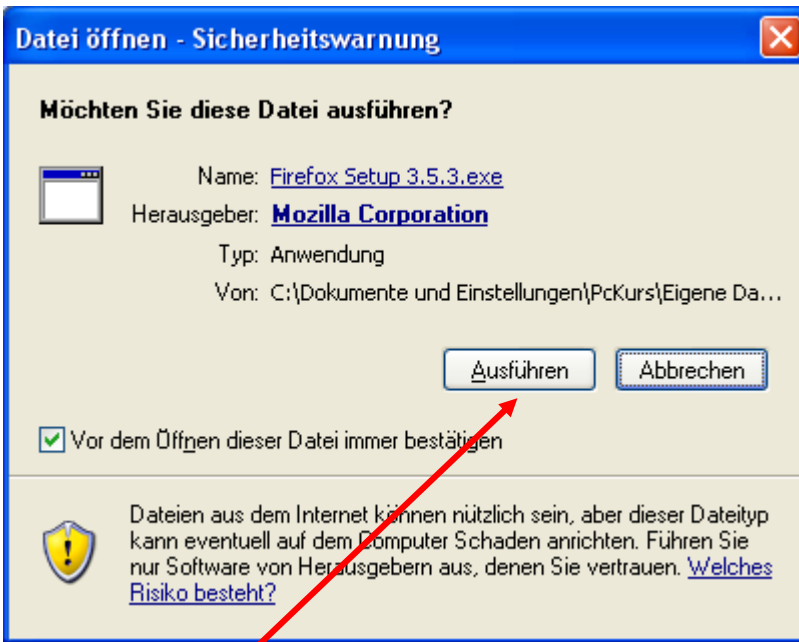 Datei öffnen - Sicherheitswarnung
Möchten Sie diese Datei ausführen?
Name: Firefox Setup 3.5.3.exe
Herausgeber: Mozilla Corporation
Typ: Anwendung
Von: C:\Dokumente und Einstellungen\PcKurs\Eigene Da...
Ausführen Abbrechen
Vor dem Öffnen dieser Datei immer bestätigen
Dateien aus dem Internet können nützlich sein, aber dieser Dateityp
kann eventuell auf dem Computer Schaden anrichten. Führen Sie
nur Software von Herausgebern aus, denen Sie vertrauen. Welches
Risiko besteht?